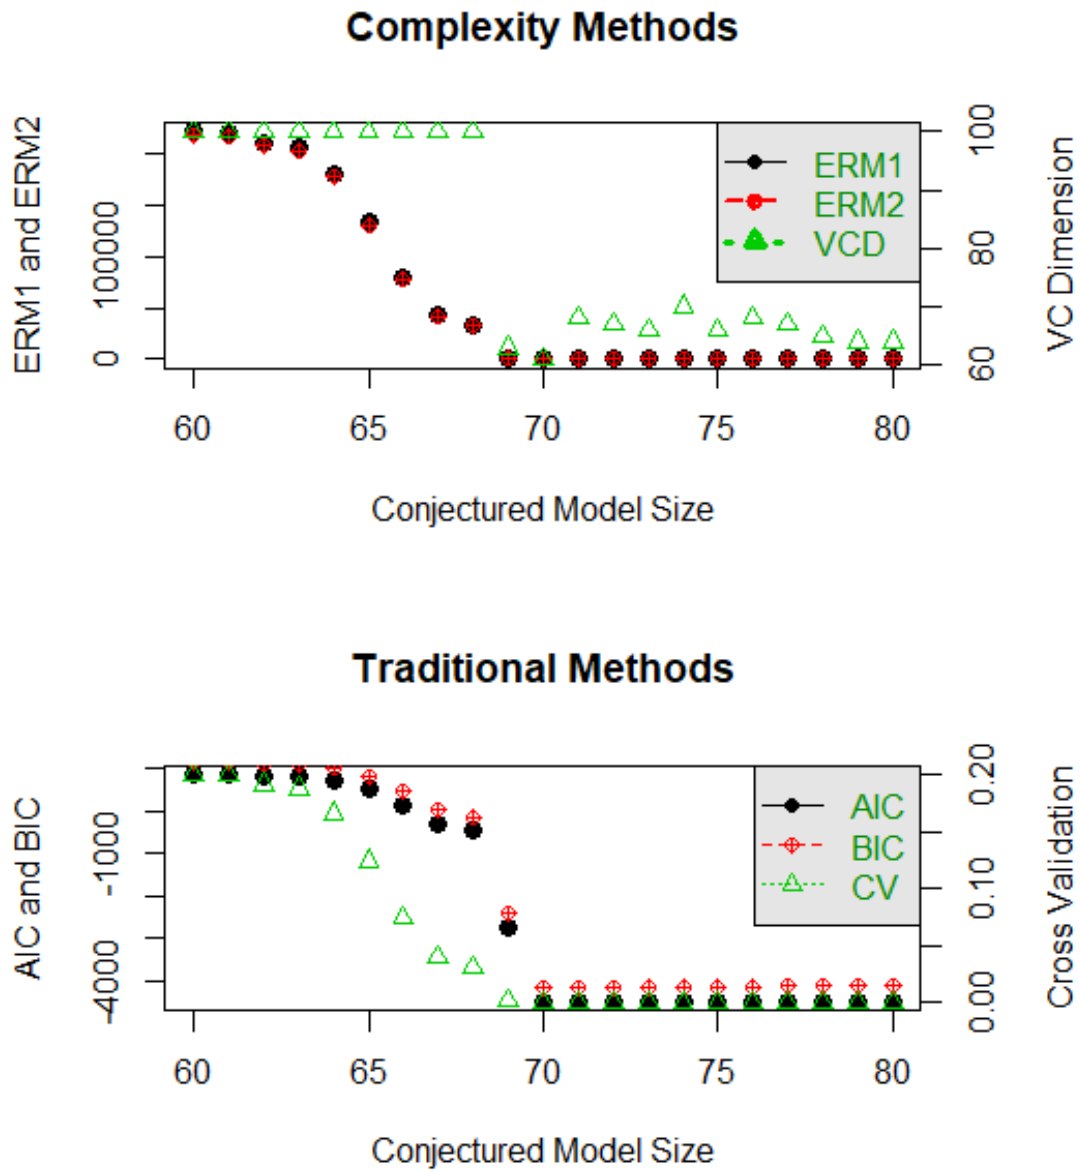 Complexity Methods
ERM1 and ERM2
0
1000000
60
65
70
75
80
Conjectured Model Size
60
80
100
VC Dimension
ERM1
ERM2
VCD
Traditional Methods
AIC and BIC
-4000
-1000
60
65
70
75
80
Conjectured Model Size
0.00
0.10
0.20
Cross Validation
AIC
BIC
CV